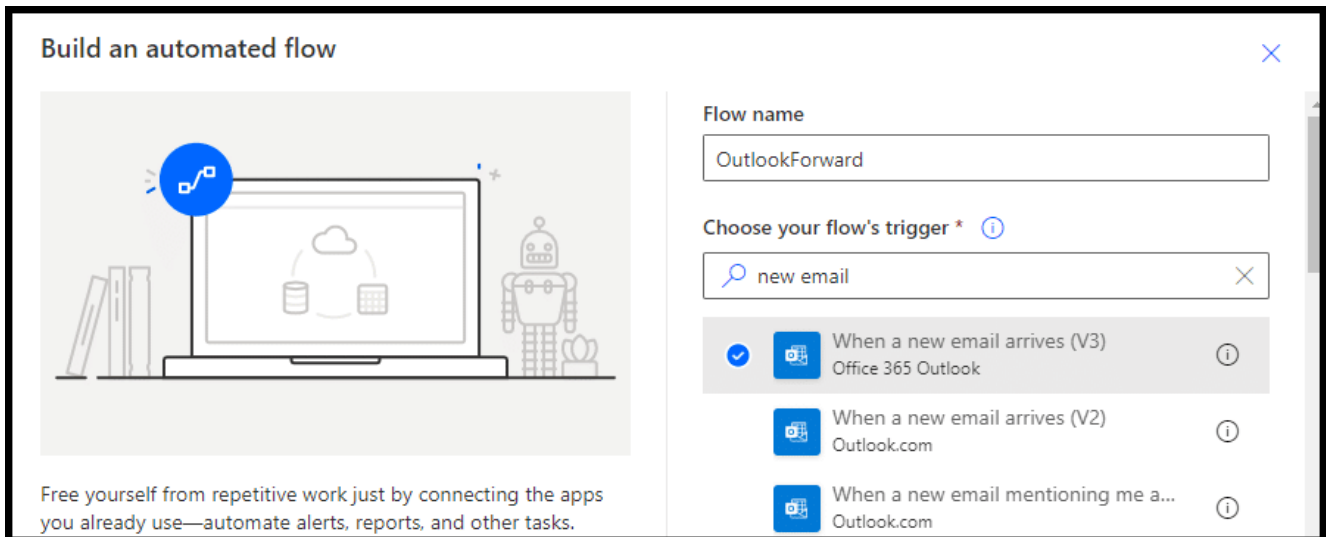 Build an automated flow
Flow name
OutlookForward
Choose your flow's trigger *
new email
When a new email arrives (V3)
Office 365 Outlook
When a new email arrives (V2)
Outlook.com
When a new email mentioning me a...
Outlook.com
Free yourself from repetitive work just by connecting the apps
you already use—automate alerts, reports, and other tasks.